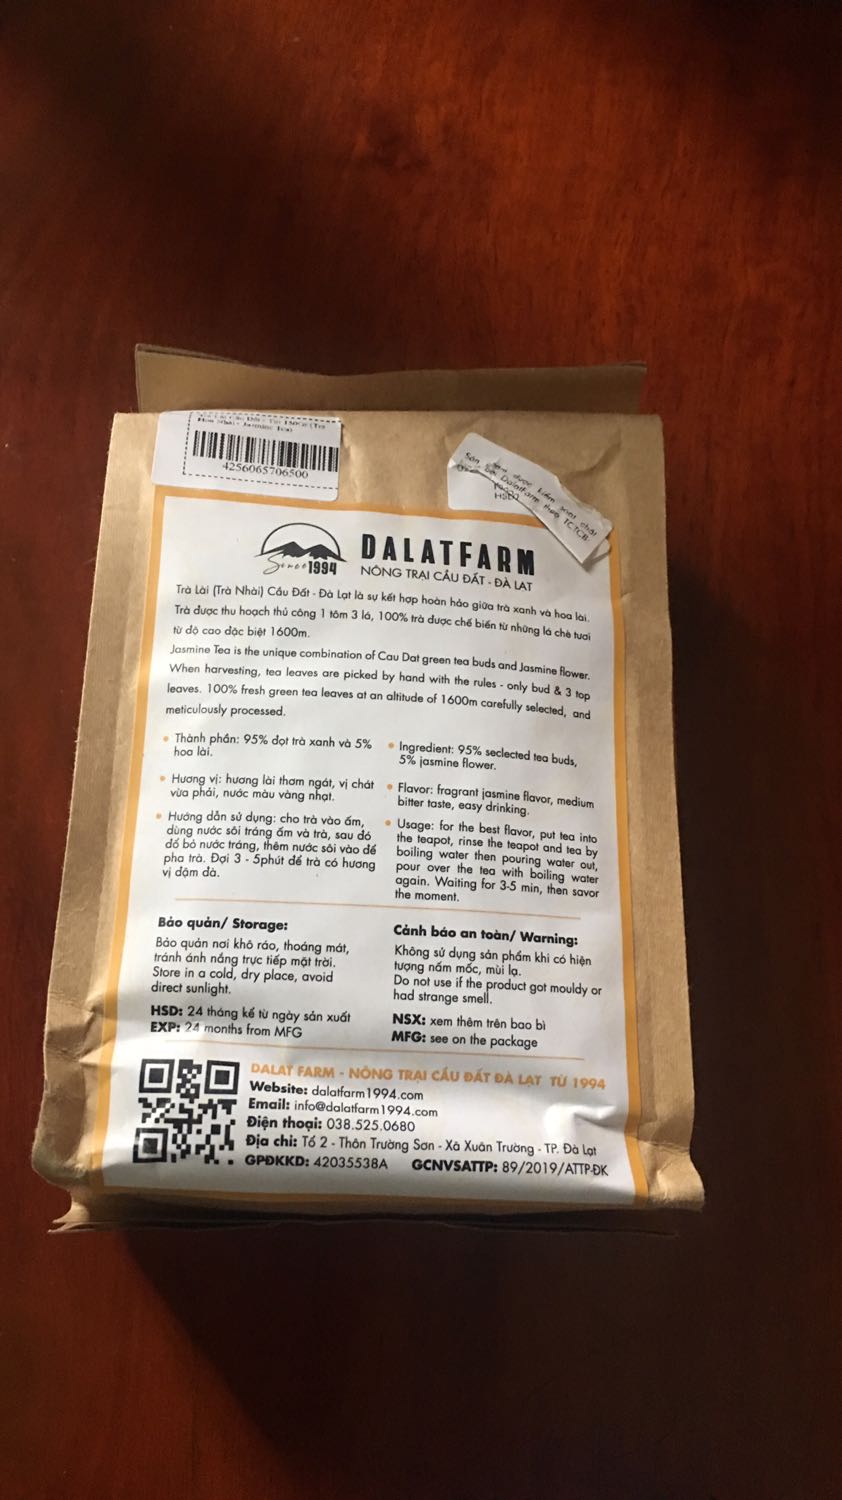 Hoa Nhài- Jasmine Tea)
4256065706500
Sản
được kiểm soát chất
bởi DalatFarm theo TCTCB:
HSD
Since 1994
DALATFARM
NÔNG TRẠI CẦU ĐẤT - ĐÀ LẠT
Trà Lài (Trà Nhài) Cầu Đất - Đà Lạt là sự kết hợp hoàn hảo giữa trà xanh và hoa lài.
Trà được thu hoạch thủ công 1 tôm 3 lá, 100% trà được chế biến từ những lá chè tươi
từ độ cao đặc biệt 1600m.
Jasmine Tea is the unique combination of Cau Dat green tea buds and Jasmine flower.
When harvesting, tea leaves are picked by hand with the rules - only bud & 3 top
leaves. 100% fresh green tea leaves at an altitude of 1600m carefully selected, and
meticulously processed.
Thành phần: 95% đọt trà xanh và 5%
hoa lài.
Hương vị: hương lài thơm ngát, vị chát
vừa phải, nước màu vàng nhạt.
Hướng dẫn sử dụng: cho trà vào ấm,
dùng nước sôi tráng ấm và trà, sau đó
đổ bỏ nước tráng, thêm nước sôi vào để
pha trà. Đợi 3 - 5phút để trà có hương
vị đậm đà.
Ingredient: 95% seclected tea buds,
5% jasmine flower.
Flavor: fragrant jasmine flavor, medium
bitter taste, easy drinking.
Usage: for the best flavor, put tea into
the teapot, rinse the teapot and tea by
boiling water then pouring water out,
pour over the tea with boiling water
again. Waiting for 3-5 min, then savor
the moment.
Bảo quản/ Storage:
Bảo quản nơi khô ráo, thoáng mát,
tránh ánh nắng trực tiếp mặt trời.
Store in a cold, dry place, avoid
direct sunlight.
HSD: 24 tháng kể từ ngày sản xuất
EXP: 24 months from MFG
Cảnh báo an toàn/ Warning:
Không sử dụng sản phẩm khi có hiện
tượng nấm mốc, mùi lạ.
Do not use if the product got mouldy or
had strange smell.
NSX: xem thêm trên bao bì
MFG: see on the package
DALAT FARM - NÔNG TRẠI CẦU ĐẤT ĐÀ LẠT TỪ 1994
Website: dalatfarm1994.com
Email: info@dalatfarm1994.com
Điện thoại: 038.525.0680
Địa chỉ: Tổ 2 - Thôn Trường Sơn - Xã Xuân Trường - TP. Đà Lạt
GPĐKKD: 42035538A GCNVSATTP: 89/2019/ATTP-ĐK